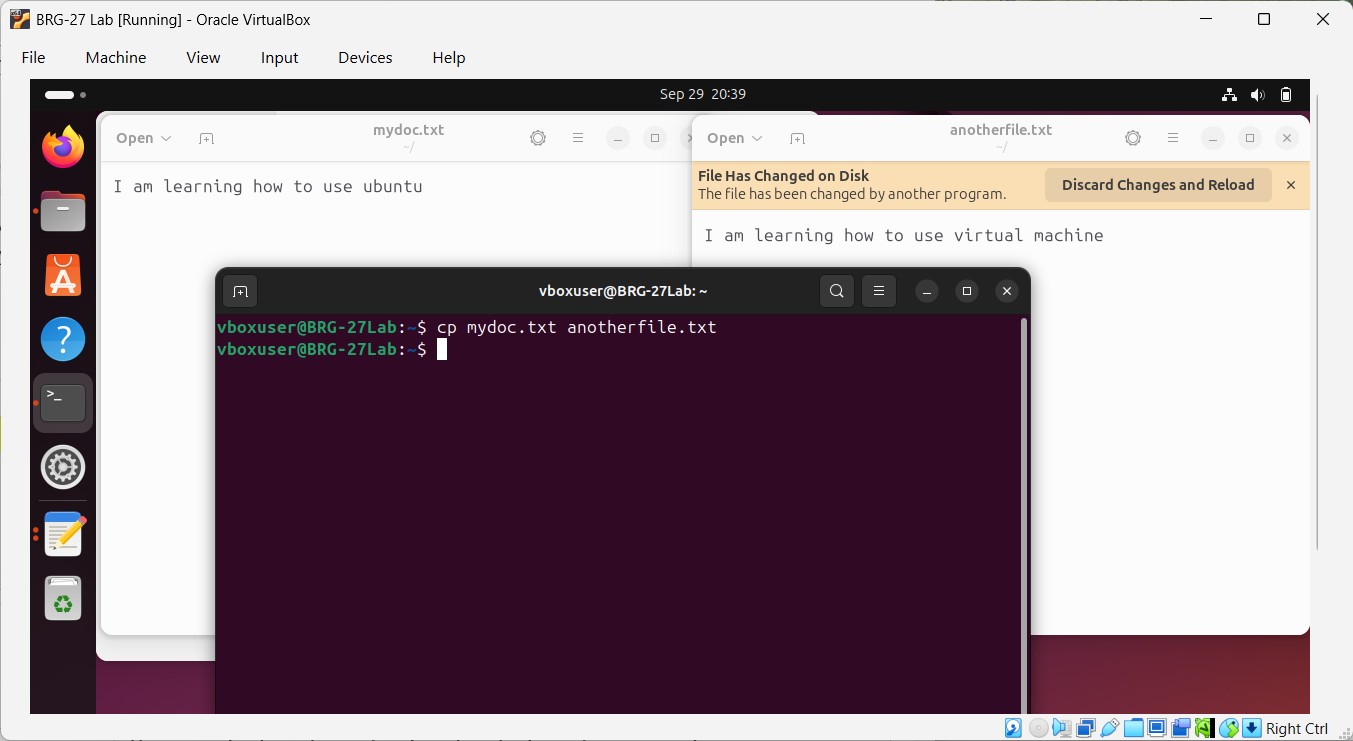 BRG-27 Lab [Running] - Oracle VirtualBox
File Machine View Input Devices Help
Sep 29 20:39
Open
mydoc.txt
~/
I am learning how to use ubuntu
Open
anotherfile.txt
~/
File Has Changed on Disk
The file has been changed by another program.
Discard Changes and Reload
I am learning how to use virtual machine
vboxuser@BRG-27Lab: ~
vboxuser@BRG-27Lab:~$ cp mydoc.txt anotherfile.txt
vboxuser@BRG-27Lab:~$
Right Ctrl